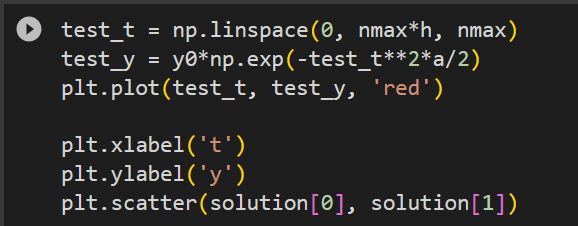 test_t = np.linspace(0, nmax*h, nmax)
test_y = y0*np.exp(-test_t**2*a/2)
plt.plot(test_t, test_y, 'red')
plt.xlabel('t')
plt.ylabel('y')
plt.scatter(solution[0], solution[1])